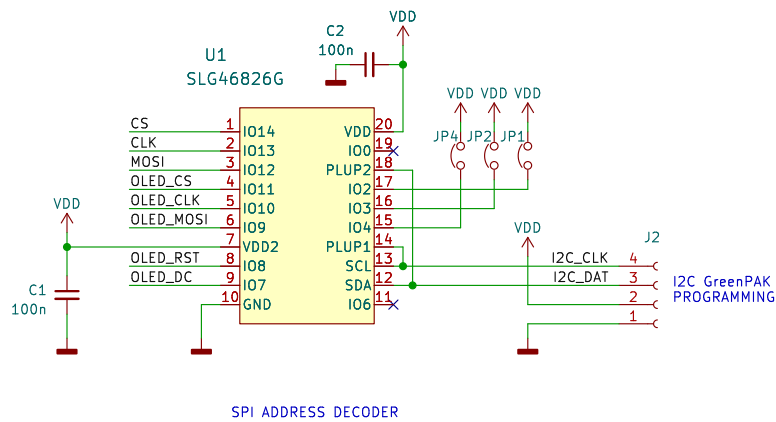 VDD
C2
100n
U1
SLG46826G
VDD
VDD
VDD
JP4
JP2
JP1
CS
1
IO14
VDD
20
CLK
2
IO13
IO0
19
MOSI
3
IO12
PLUP2
18
OLED_CS
4
IO11
IO2
17
OLED_CLK
5
IO10
IO3
16
OLED_MOSI
6
IO9
IO4
15
VDD
7
VDD2
PLUP1
14
VDD
J2
OLED_RST
8
IO8
SCL
13
I2C_CLK
4
OLED_DC
9
IO7
SDA
12
I2C_DAT
3
I2C GreenPAK
PROGRAMMING
C1
100n
10
GND
IO6
11
2
1
SPI ADDRESS DECODER